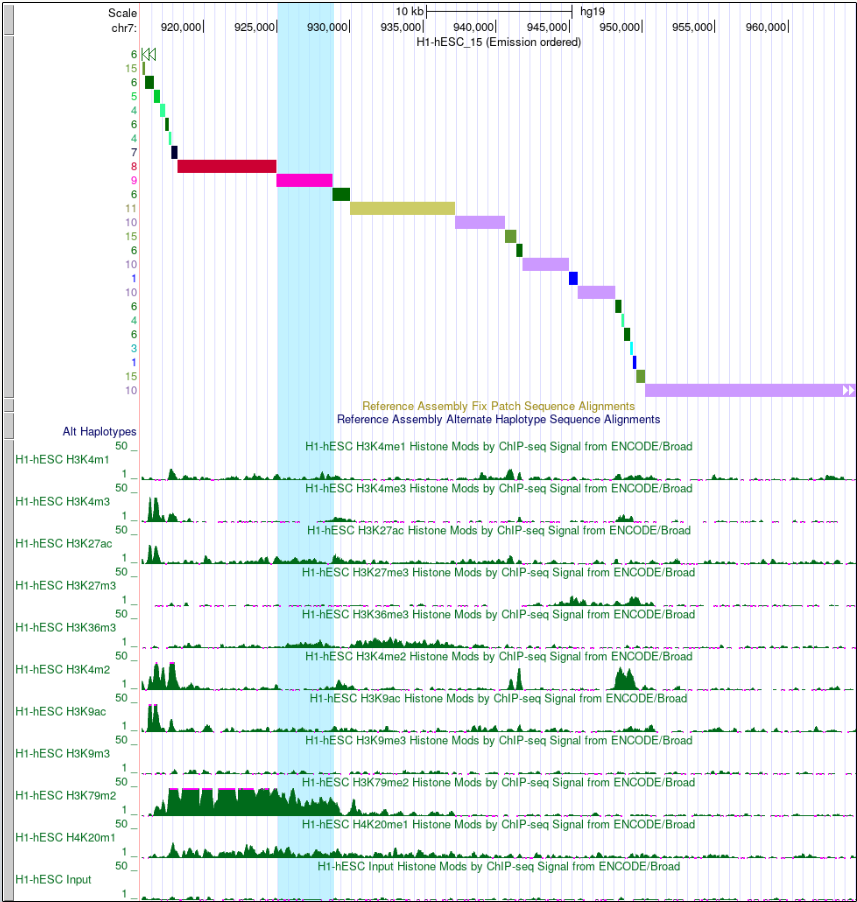 Scale 10 kb hg19
chr7: 920,000 925,000 930,000 935,000 940,000 945,000 950,000 955,000 960,000
H1-hESC_15 (Emission ordered)
6
15
6
5
4
6
4
7
8
9
6
11
10
15
6
10
1
10
6
4
6
3
1
15
10
Reference Assembly Fix Patch Sequence Alignments
Reference Assembly Alternate Haplotype Sequence Alignments
Alt Haplotypes
50 _ H1-hESC H3K4me1 Histone Mods by ChIP-seq Signal from ENCODE/Broad
H1-hESC H3K4m1
1 _
50 _ H1-hESC H3K4me3 Histone Mods by ChIP-seq Signal from ENCODE/Broad
H1-hESC H3K4m3
1 _
50 _ H1-hESC H3K27ac Histone Mods by ChIP-seq Signal from ENCODE/Broad
H1-hESC H3K27ac
1 _
50 _ H1-hESC H3K27me3 Histone Mods by ChIP-seq Signal from ENCODE/Broad
H1-hESC H3K27m3
1 _
50 _ H1-hESC H3K36me3 Histone Mods by ChIP-seq Signal from ENCODE/Broad
H1-hESC H3K36m3
1 _
50 _ H1-hESC H3K4me2 Histone Mods by ChIP-seq Signal from ENCODE/Broad
H1-hESC H3K4m2
1 _
50 _ H1-hESC H3K9ac Histone Mods by ChIP-seq Signal from ENCODE/Broad
H1-hESC H3K9ac
1 _
50 _ H1-hESC H3K9me3 Histone Mods by ChIP-seq Signal from ENCODE/Broad
H1-hESC H3K9m3
1 _
50 _ H1-hESC H3K79me2 Histone Mods by ChIP-seq Signal from ENCODE/Broad
H1-hESC H3K79m2
1 _
50 _ H1-hESC H4K20me1 Histone Mods by ChIP-seq Signal from ENCODE/Broad
H1-hESC H4K20m1
1 _
50 _ H1-hESC Input Histone Mods by ChIP-seq Signal from ENCODE/Broad
H1-hESC Input
1 _